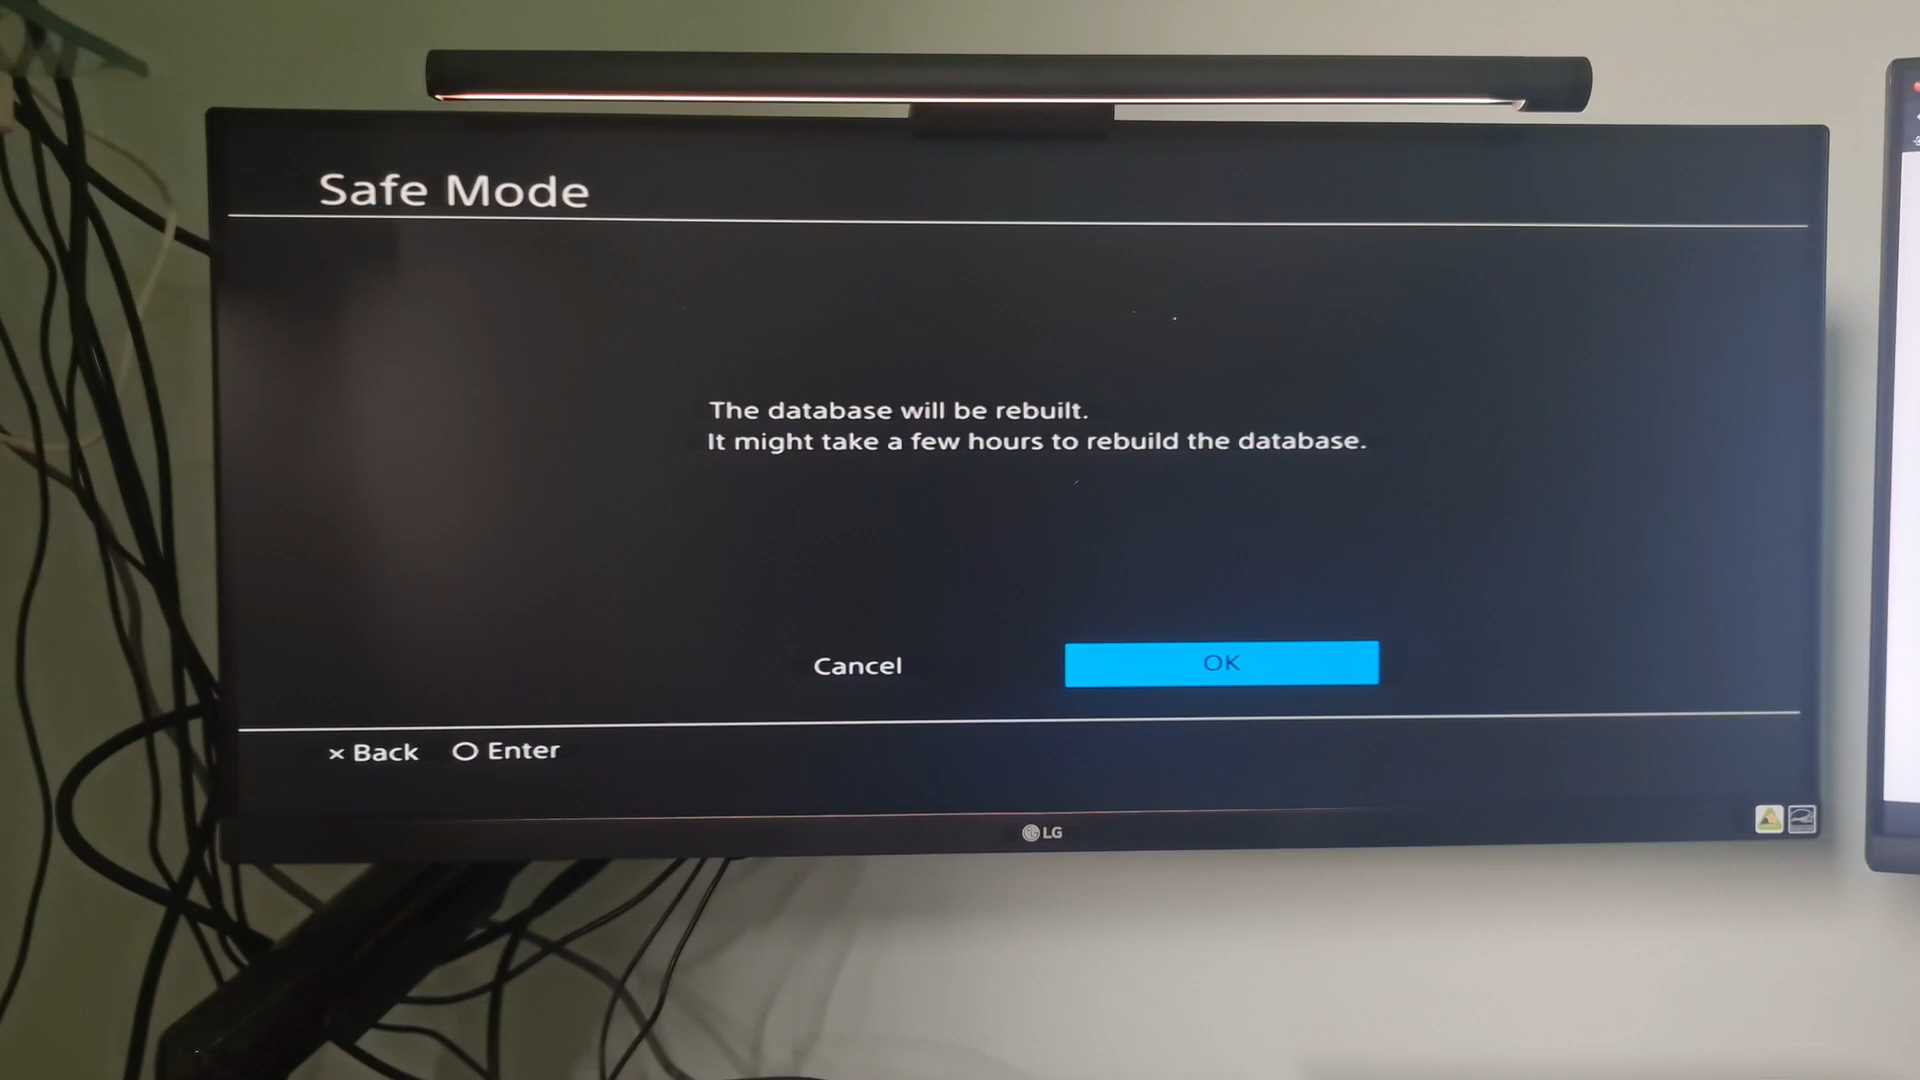 Safe Mode
The database will be rebuilt.
It might take a few hours to rebuild the database.
Cancel
OK
× Back ○ Enter
LG